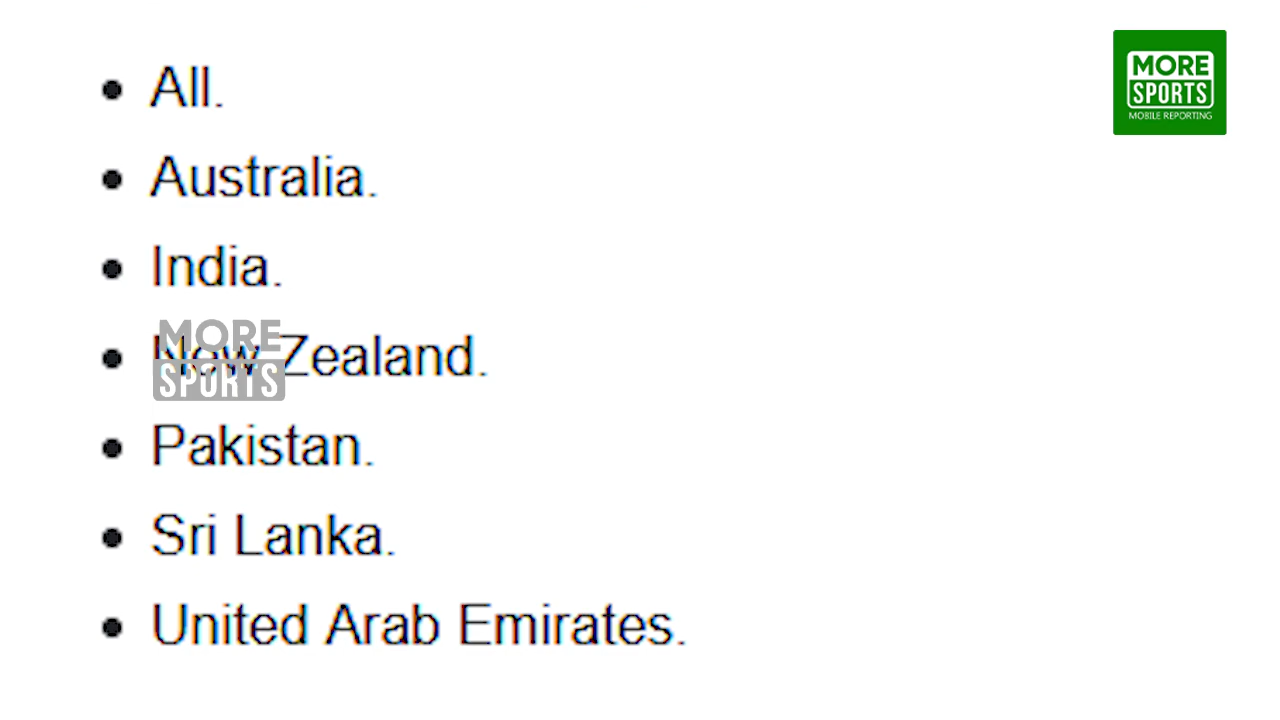 All.
Australia.
India.
New Zealand.
Pakistan.
Sri Lanka.
United Arab Emirates.
MORE
SPORTS
MOBILE REPORTING
MORE
SPORTS